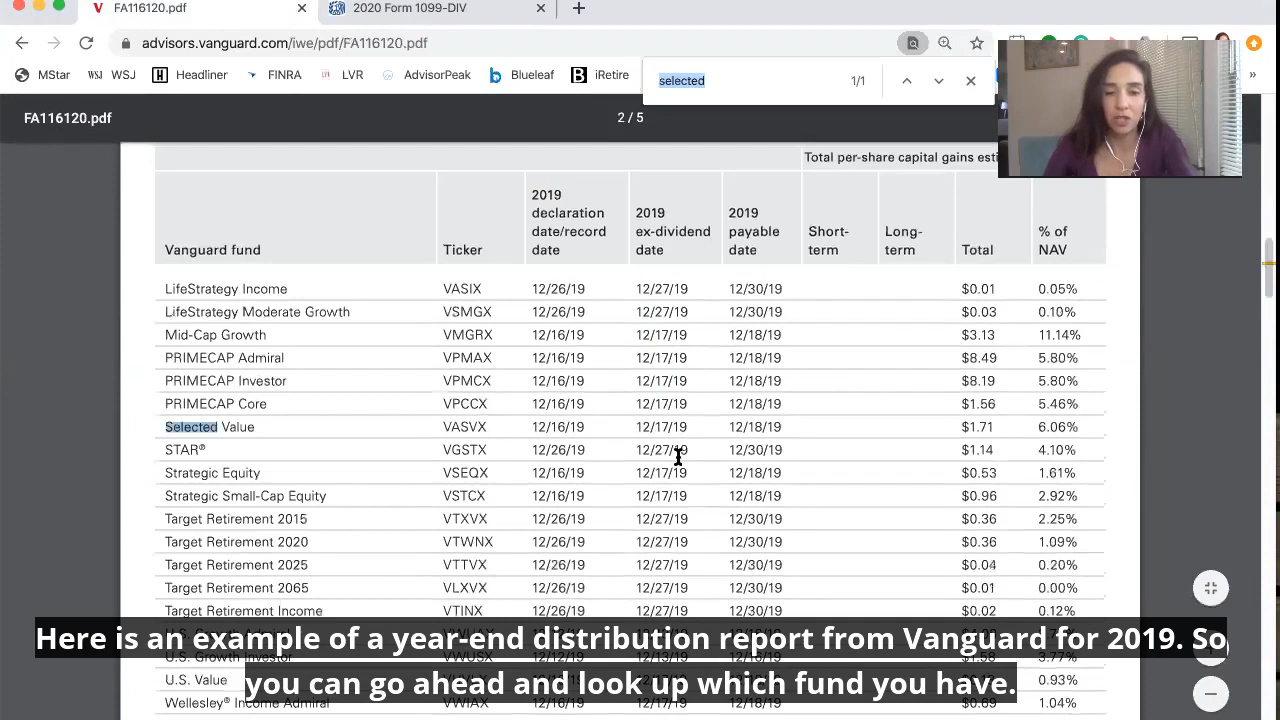 FA116120.pdf
2020 Form 1099-DIV
advisors.vanguard.com/iwe/pdf/FA116120.pdf
MStar WSJ WSJ H Headliner FINRA LVR AdvisorPeak b Blueleaf B iRetire »
selected 1/1
FA116120.pdf 2 / 5
Total per-share capital gains esti
Vanguard fund Ticker 2019 declaration date/record date 2019 ex-dividend date 2019 payable date Short-term Long-term Total % of NAV
LifeStrategy Income VASIX 12/26/19 12/27/19 12/30/19 $0.01 0.05%
LifeStrategy Moderate Growth VSMGX 12/26/19 12/27/19 12/30/19 $0.03 0.10%
Mid-Cap Growth VMGRX 12/16/19 12/17/19 12/18/19 $3.13 11.14%
PRIMECAP Admiral VPMAX 12/16/19 12/17/19 12/18/19 $8.49 5.80%
PRIMECAP Investor VPMCX 12/16/19 12/17/19 12/18/19 $8.19 5.80%
PRIMECAP Core VPCCX 12/16/19 12/17/19 12/18/19 $1.56 5.46%
Selected Value VASVX 12/16/19 12/17/19 12/18/19 $1.71 6.06%
STAR® VGSTX 12/26/19 12/27/19 12/30/19 $1.14 4.10%
Strategic Equity VSEQX 12/16/19 12/17/19 12/18/19 $0.53 1.61%
Strategic Small-Cap Equity VSTCX 12/16/19 12/17/19 12/18/19 $0.96 2.92%
Target Retirement 2015 VTXVX 12/26/19 12/27/19 12/30/19 $0.36 2.25%
Target Retirement 2020 VTWNX 12/26/19 12/27/19 12/30/19 $0.36 1.09%
Target Retirement 2025 VTTVX 12/26/19 12/27/19 12/30/19 $0.04 0.20%
Target Retirement 2065 VLXVX 12/26/19 12/27/19 12/30/19 $0.01 0.00%
Target Retirement Income VTINX 12/26/19 12/27/19 12/30/19 $0.02 0.12%
Here is an example of a year-end distribution report from Vanguard for 2019. So
U.S. Growth Investor VWUSX $1.58 3.77%
you can go ahead and look up which fund you have.
U.S. Value 0.93%
Wellesley® Income Admiral VWIAX 12/18/19 $0.69 1.04%